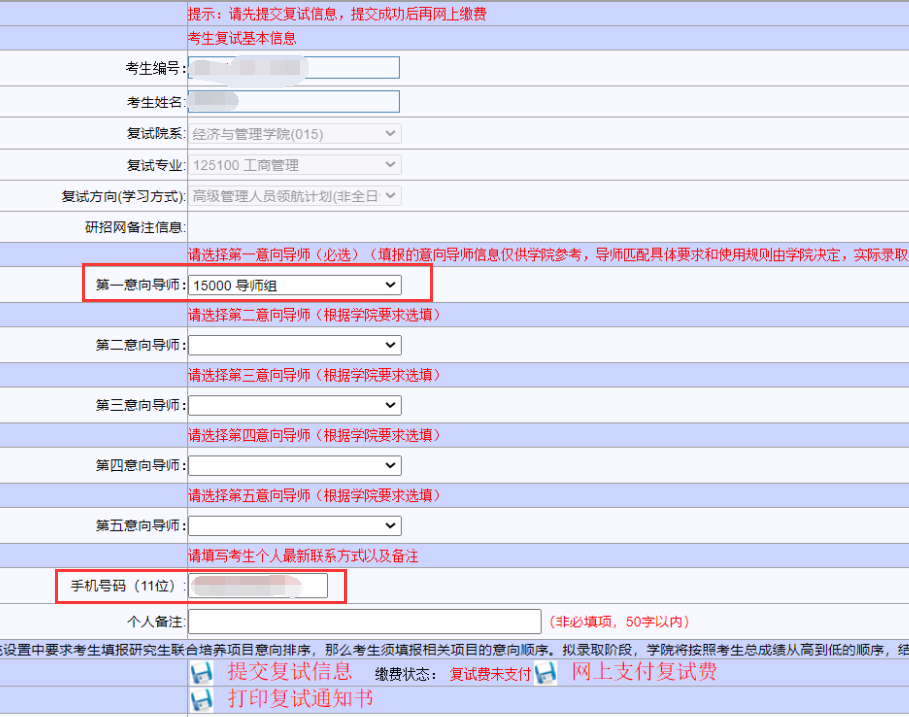 提示：请先提交复试信息，提交成功后再网上缴费
考生复试基本信息
考生编号:
考生姓名:
复试院系: 经济与管理学院(015)
复试专业: 125100 工商管理
复试方向(学习方式): 高级管理人员领航计划(非全日
研招网备注信息:
请选择第一意向导师（必选）（填报的意向导师信息仅供学院参考，导师匹配具体要求和使用规则由学院决定，实际录取
第一意向导师: 15000 导师组
请选择第二意向导师（根据学院要求选填）
第二意向导师:
请选择第三意向导师（根据学院要求选填）
第三意向导师:
请选择第四意向导师（根据学院要求选填）
第四意向导师:
请选择第五意向导师（根据学院要求选填）
第五意向导师:
请填写考生个人最新联系方式以及备注
手机号码（11位）:
个人备注: （非必填项，50字以内）
设置中要求考生填报研究生联合培养项目意向排序，那么考生须填报相关项目的意向顺序。拟录取阶段，学院将按照考生总成绩从高到低的顺序，结
提交复试信息 缴费状态： 复试费未支付 网上支付复试费
打印复试通知书